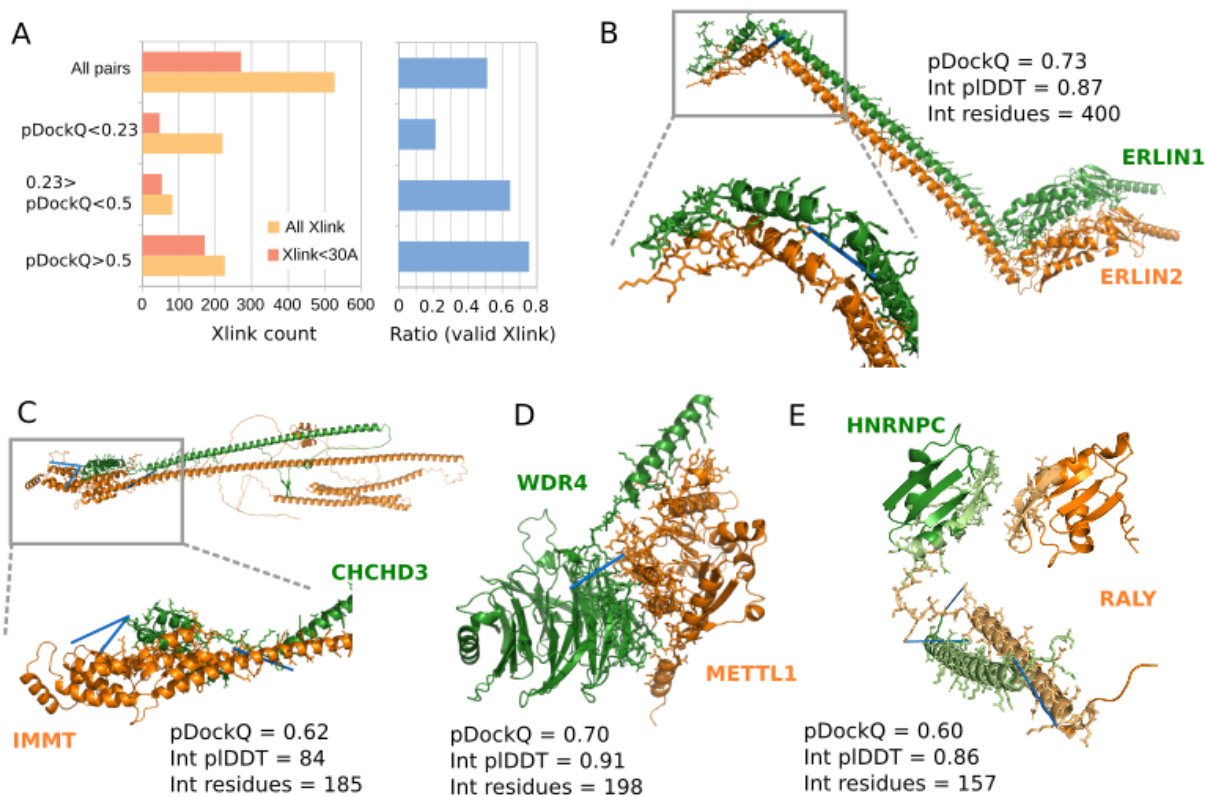 A
All pairs
pDockQ<0.23
0.23>
pDockQ<0.5
pDockQ>0.5
All Xlink
Xlink<30A
0 100 200 300 400 500 600
Xlink count
0 0.2 0.4 0.6 0.8
Ratio (valid Xlink)
B
pDockQ = 0.73
Int plDDT = 0.87
Int residues = 400
ERLIN1
ERLIN2
C
CHCHD3
IMMT
pDockQ = 0.62
Int plDDT = 84
Int residues = 185
D
WDR4
METTL1
pDockQ = 0.70
Int plDDT = 0.91
Int residues = 198
E
HNRNPC
RALY
pDockQ = 0.60
Int plDDT = 0.86
Int residues = 157